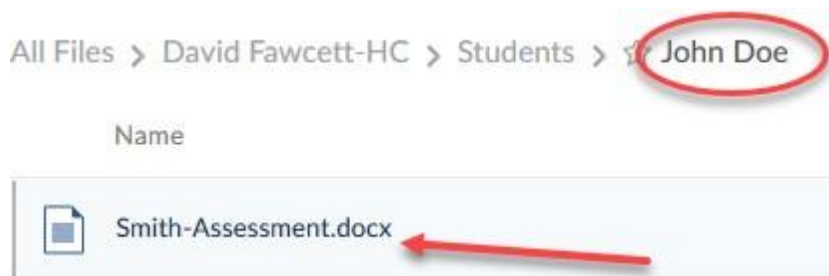 All Files > David Fawcett-HC > Students > ☆ John Doe
Name
Smith-Assessment.docx